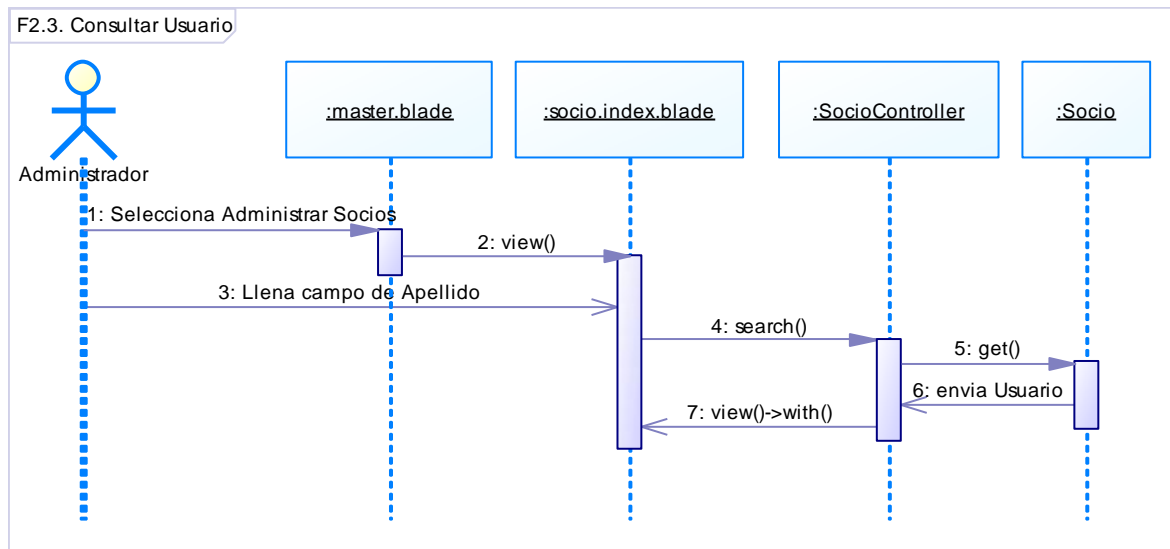 F2.3. Consultar Usuario
:master.blade
:socio.index.blade
:SocioController
:Socio
Administrador
1: Selecciona Administrar Socios
2: view()
3: Llena campo de Apellido
4: search()
5: get()
6: envia Usuario
7: view()->with()